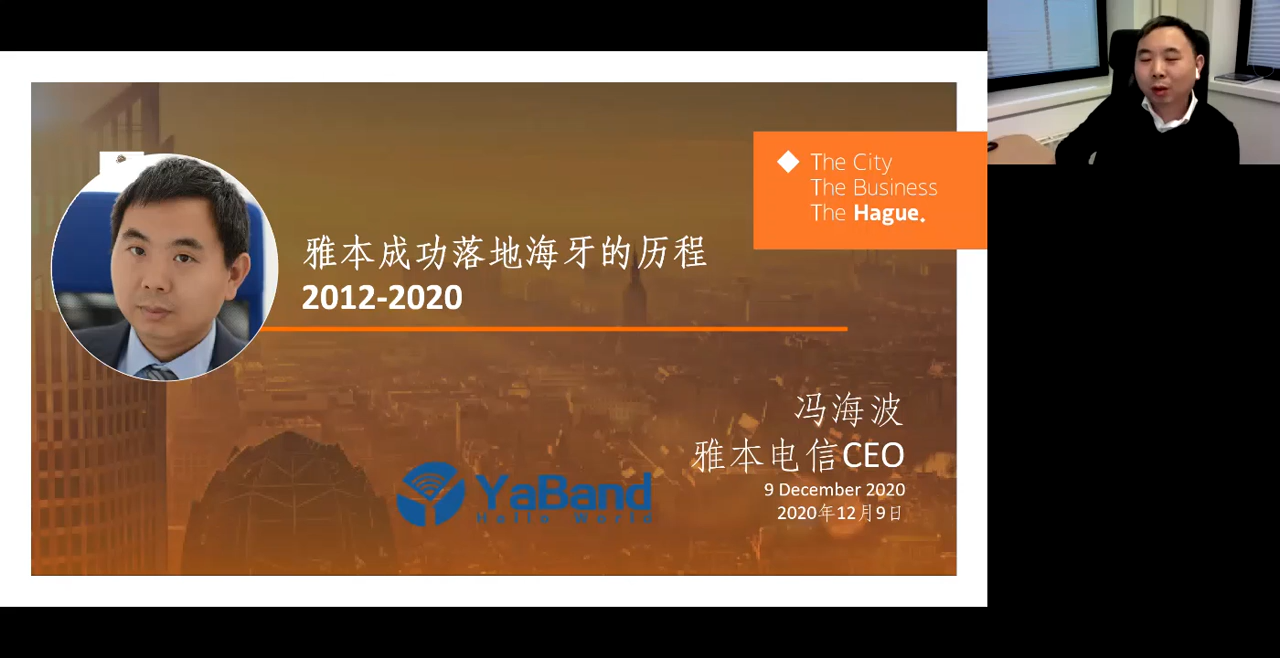 The City
The Business
The Hague.
雅本成功落地海牙的历程
2012-2020
冯海波
雅本电信CEO
YaBand
Hello World
9 December 2020
2020年12月9日